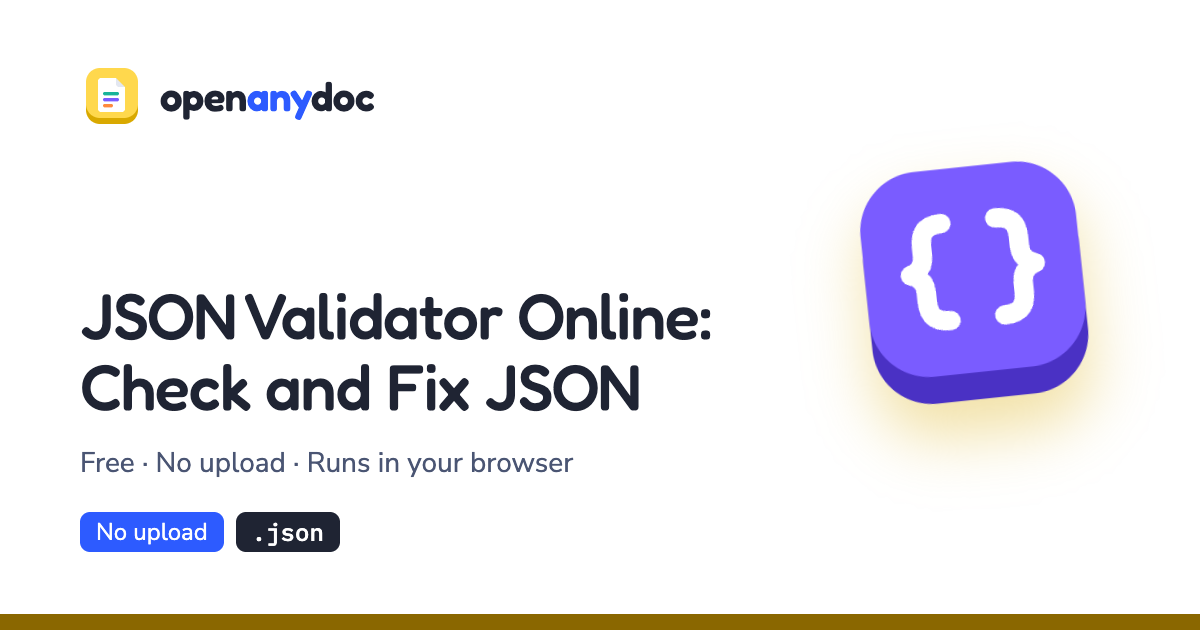 openanydoc
JSON Validator Online:
Check and Fix JSON
Free · No upload · Runs in your browser
No upload
.json